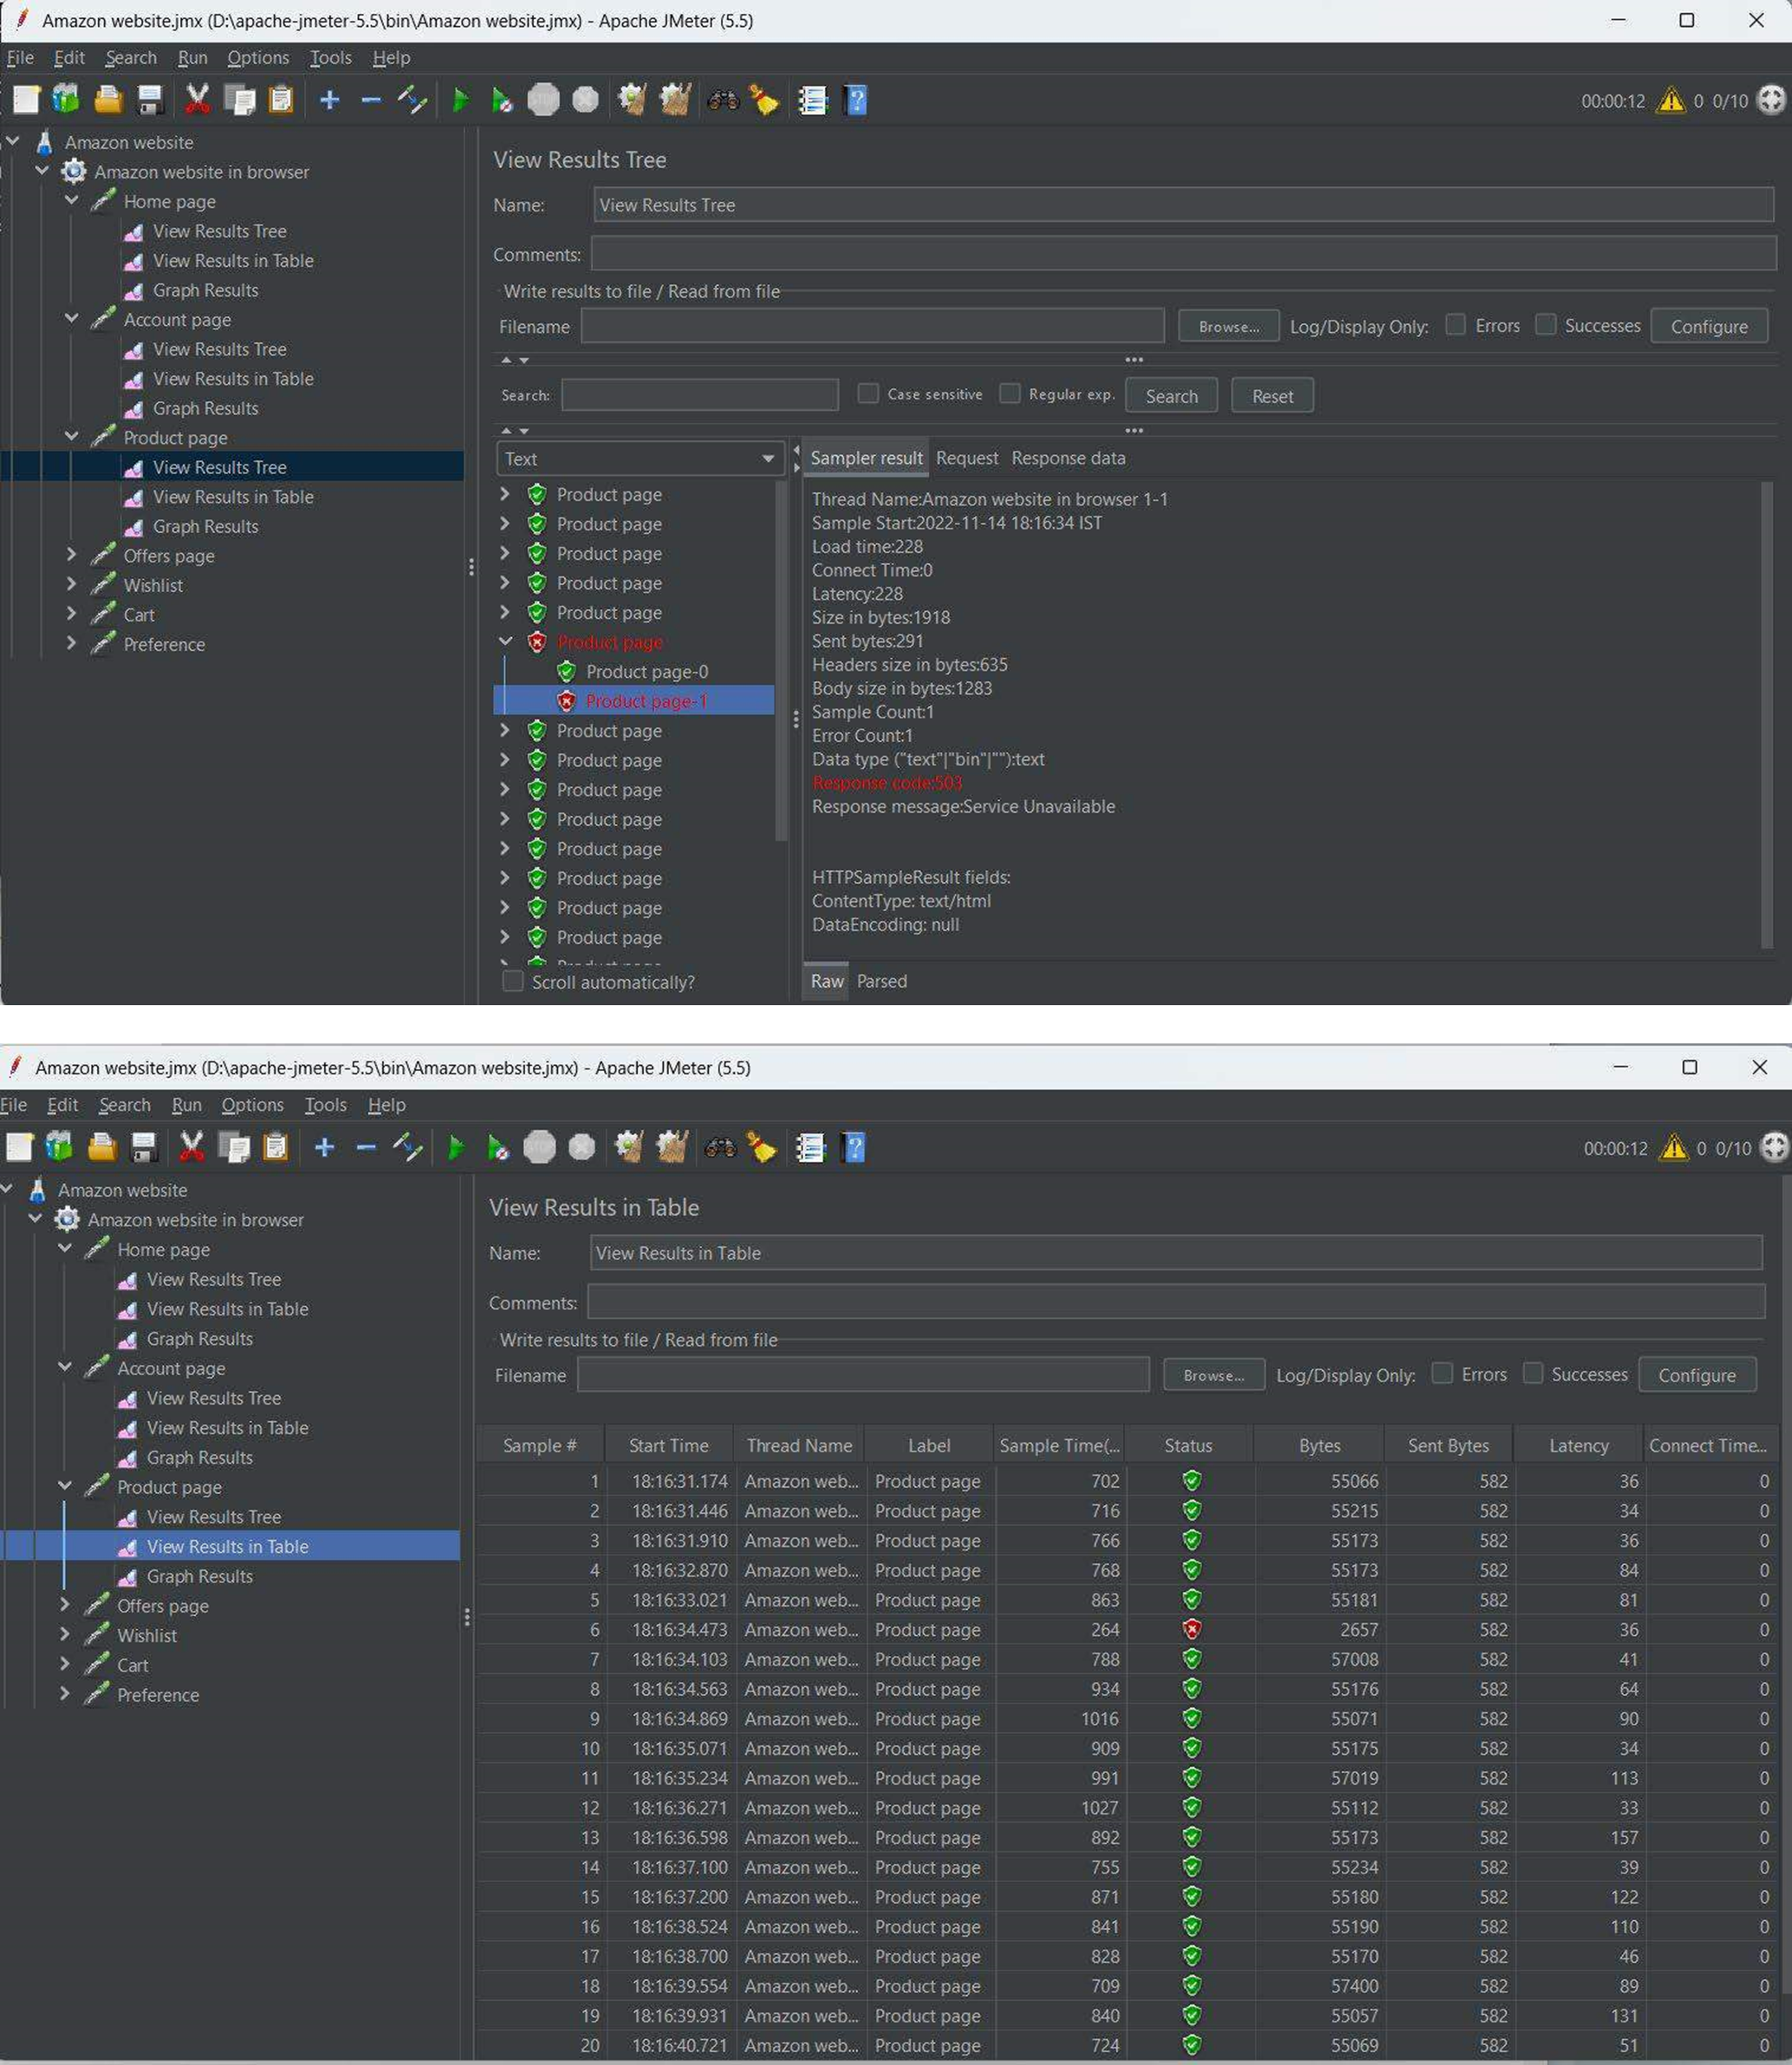 Amazon website.jmx (D:\apache-jmeter-5.5\bin\Amazon website.jmx) - Apache JMeter (5.5)
File Edit Search Run Options Tools Help
00:00:12 0 0/10
Amazon website
Amazon website in browser
Home page
View Results Tree
View Results in Table
Graph Results
Account page
View Results Tree
View Results in Table
Graph Results
Product page
View Results Tree
View Results in Table
Graph Results
Offers page
Wishlist
Cart
Preference
View Results Tree
Name: View Results Tree
Comments:
Write results to file / Read from file
Filename Browse... Log/Display Only: Errors Successes Configure
Search: Case sensitive Regular exp. Search Reset
Text
Product page
Product page
Product page
Product page
Product page
Product page
Product page-0
Product page-1
Product page
Product page
Product page
Product page
Product page
Product page
Product page
Product page
Scroll automatically?
Sampler result Request Response data
Thread Name:Amazon website in browser 1-1
Sample Start:2022-11-14 18:16:34 IST
Load time:228
Connect Time:0
Latency:228
Size in bytes:1918
Sent bytes:291
Headers size in bytes:635
Body size in bytes:1283
Sample Count:1
Error Count:1
Data type ("text"|"bin"|""):text
Response code:503
Response message:Service Unavailable
HTTPSampleResult fields:
ContentType: text/html
DataEncoding: null
Raw Parsed
Amazon website.jmx (D:\apache-jmeter-5.5\bin\Amazon website.jmx) - Apache JMeter (5.5)
File Edit Search Run Options Tools Help
00:00:12 0 0/10
Amazon website
Amazon website in browser
Home page
View Results Tree
View Results in Table
Graph Results
Account page
View Results Tree
View Results in Table
Graph Results
Product page
View Results Tree
View Results in Table
Graph Results
Offers page
Wishlist
Cart
Preference
View Results in Table
Name: View Results in Table
Comments:
Write results to file / Read from file
Filename Browse... Log/Display Only: Errors Successes Configure
Sample # Start Time Thread Name Label Sample Time(... Status Bytes Sent Bytes Latency Connect Time...
1 18:16:31.174 Amazon web... Product page 702 55066 582 36 0
2 18:16:31.446 Amazon web... Product page 716 55215 582 34 0
3 18:16:31.910 Amazon web... Product page 766 55173 582 36 0
4 18:16:32.870 Amazon web... Product page 768 55173 582 84 0
5 18:16:33.021 Amazon web... Product page 863 55181 582 81 0
6 18:16:34.473 Amazon web... Product page 264 2657 582 36 0
7 18:16:34.103 Amazon web... Product page 788 57008 582 41 0
8 18:16:34.563 Amazon web... Product page 934 55176 582 64 0
9 18:16:34.869 Amazon web... Product page 1016 55071 582 90 0
10 18:16:35.071 Amazon web... Product page 909 55175 582 34 0
11 18:16:35.234 Amazon web... Product page 991 57019 582 113 0
12 18:16:36.271 Amazon web... Product page 1027 55112 582 33 0
13 18:16:36.598 Amazon web... Product page 892 55173 582 157 0
14 18:16:37.100 Amazon web... Product page 755 55234 582 39 0
15 18:16:37.200 Amazon web... Product page 871 55180 582 122 0
16 18:16:38.524 Amazon web... Product page 841 55190 582 110 0
17 18:16:38.700 Amazon web... Product page 828 55170 582 46 0
18 18:16:39.554 Amazon web... Product page 709 57400 582 89 0
19 18:16:39.931 Amazon web... Product page 840 55057 582 131 0
20 18:16:40.721 Amazon web... Product page 724 55069 582 51 0